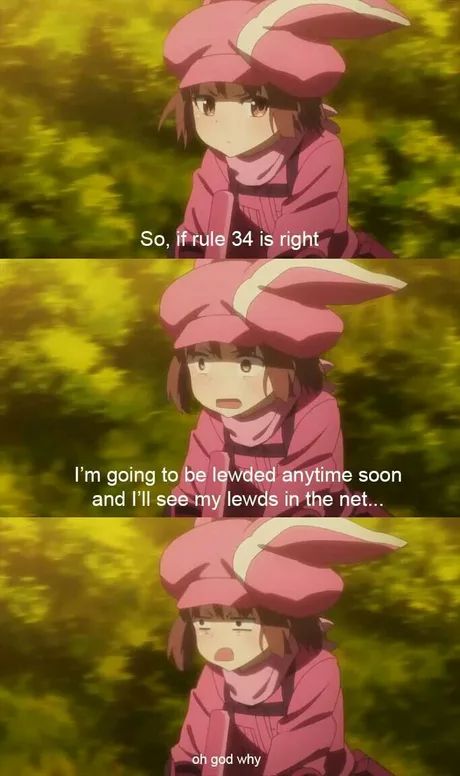 So, if rule 34 is right
I'm going to be lewded anytime soon
and I'll see my lewds in the net...
oh god why